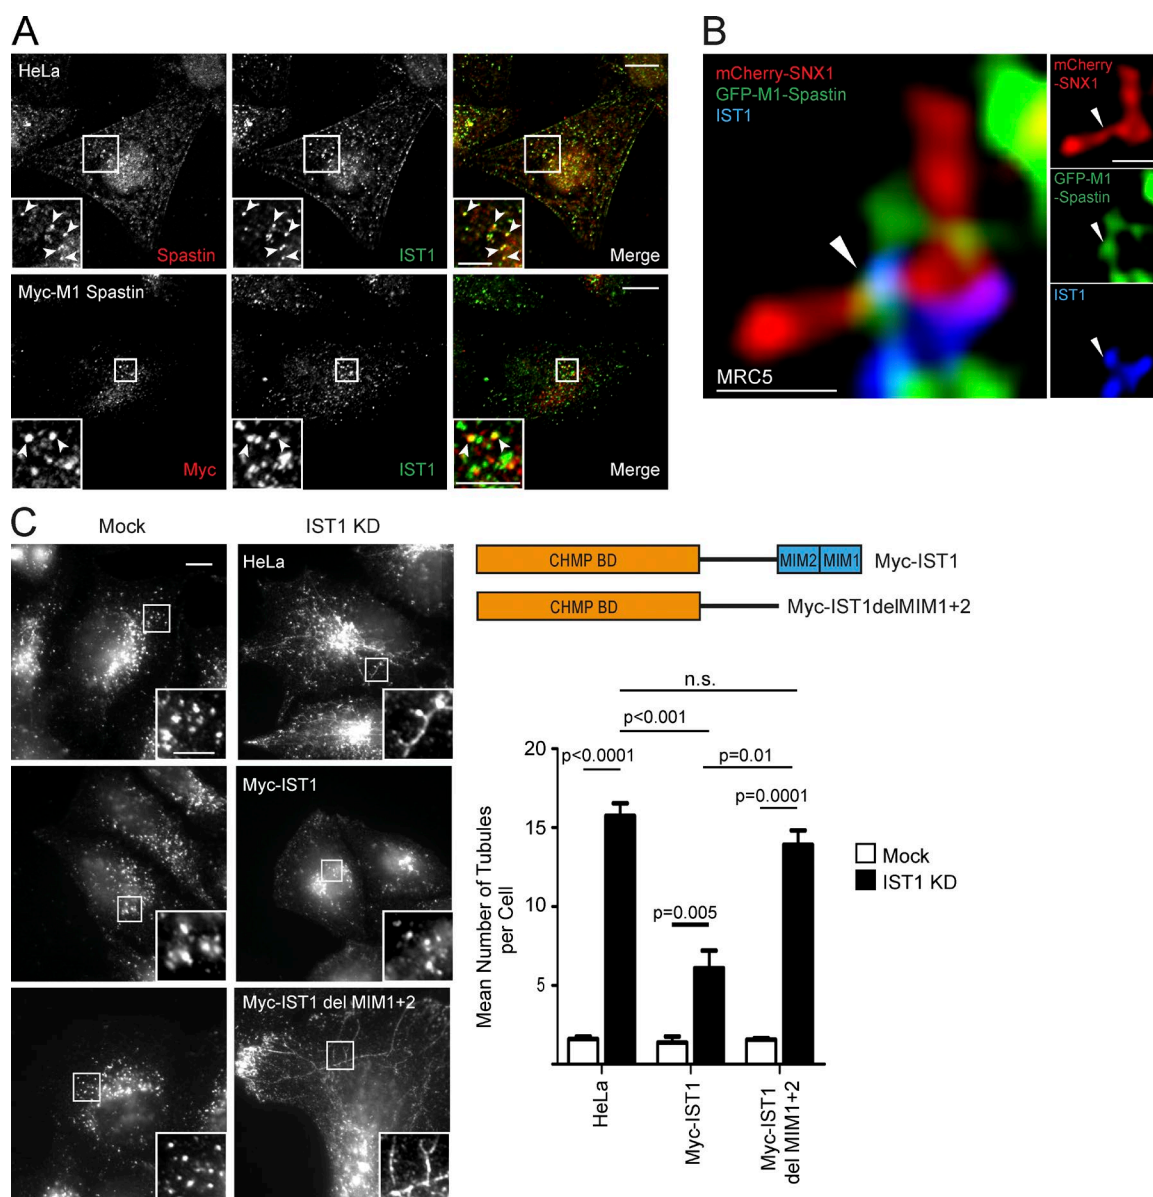 A
HeLa
Spastin
IST1
Merge
Myc-M1 Spastin
Myc
IST1
Merge
B
mCherry-SNX1
GFP-M1-Spastin
IST1
MRC5
mCherry
-SNX1
GFP-M1
-Spastin
IST1
C
Mock
IST1 KD
HeLa
Myc-IST1
Myc-IST1 del MIM1+2
CHMP BD
MIM2
MIM1
Myc-IST1
CHMP BD
Myc-IST1delMIM1+2
n.s.
p<0.001
p<0.0001
p=0.01
p=0.0001
p=0.005
20
15
10
5
Mean Number of Tubules
per Cell
Mock
IST1 KD
HeLa
Myc-IST1
Myc-IST1
del MIM1+2